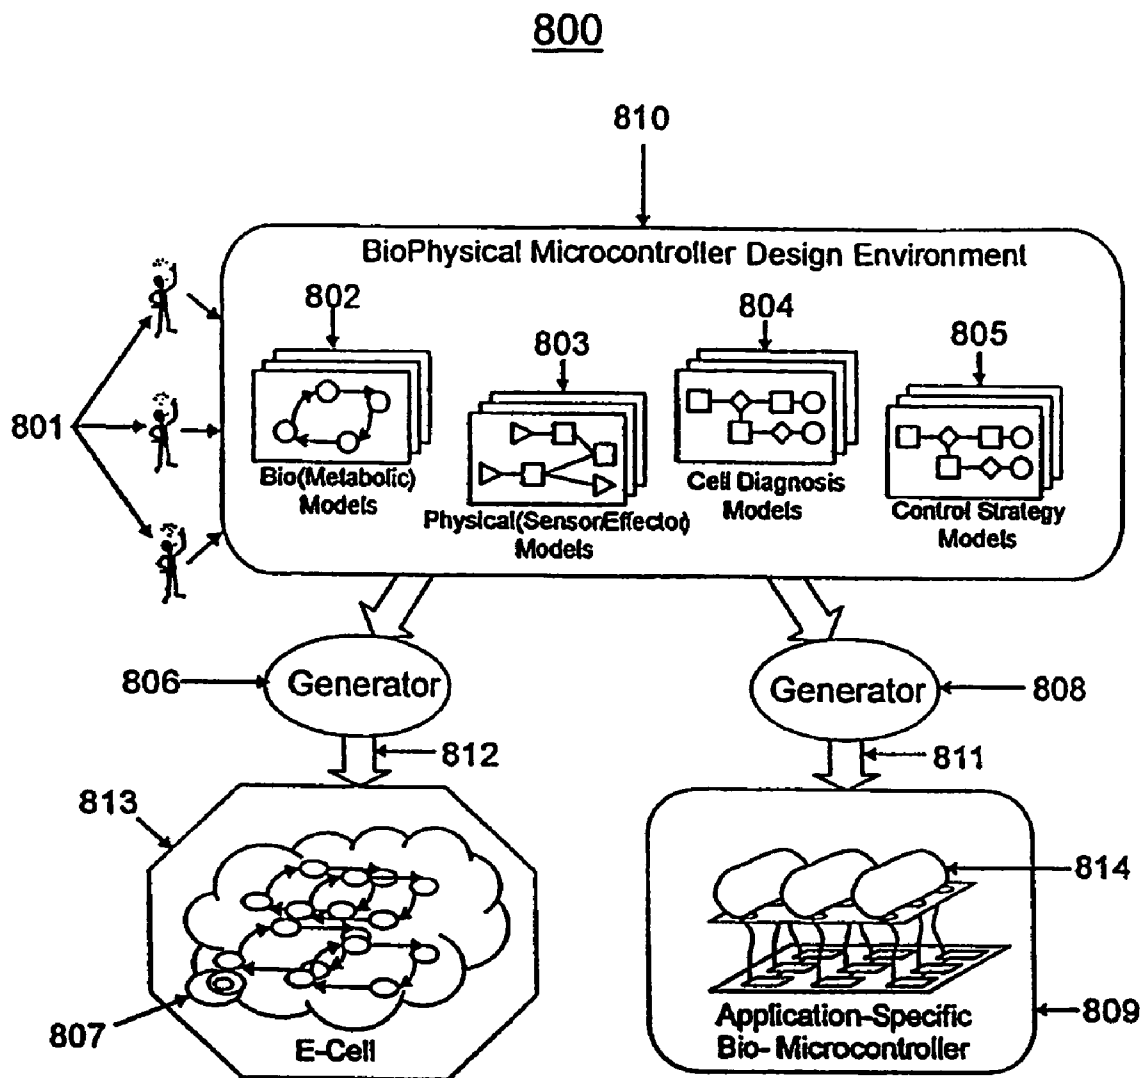 800
810
BioPhysical Microcontroller Design Environment
802
804
803
805
801
Bio(Metabolic)
Models
Physical(SensorEffector)
Models
Cell Diagnosis
Models
Control Strategy
Models
806
Generator
Generator
808
812
811
813
814
807
E-Cell
Application-Specific
Bio- Microcontroller
809